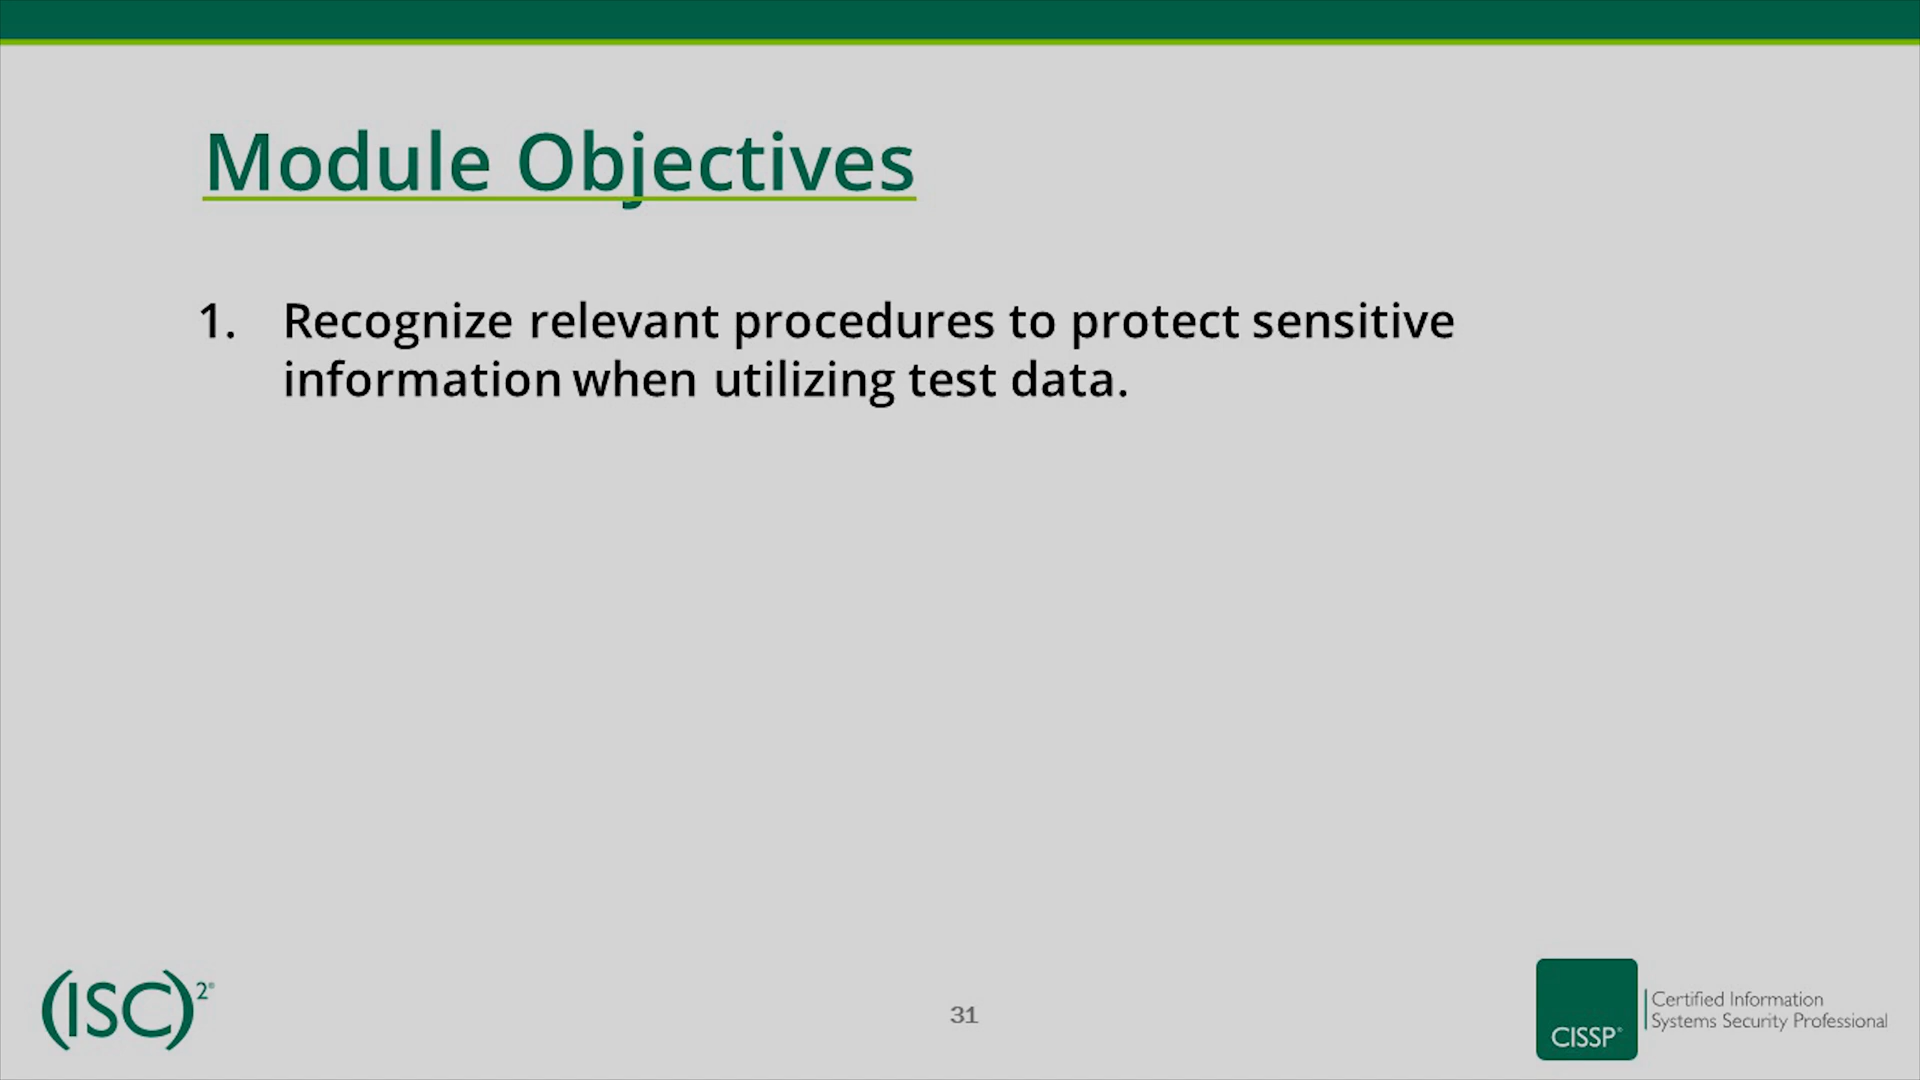 Module Objectives
1. Recognize relevant procedures to protect sensitive
information when utilizing test data.
(ISC)²®
31
CISSP®
Certified Information
Systems Security Professional